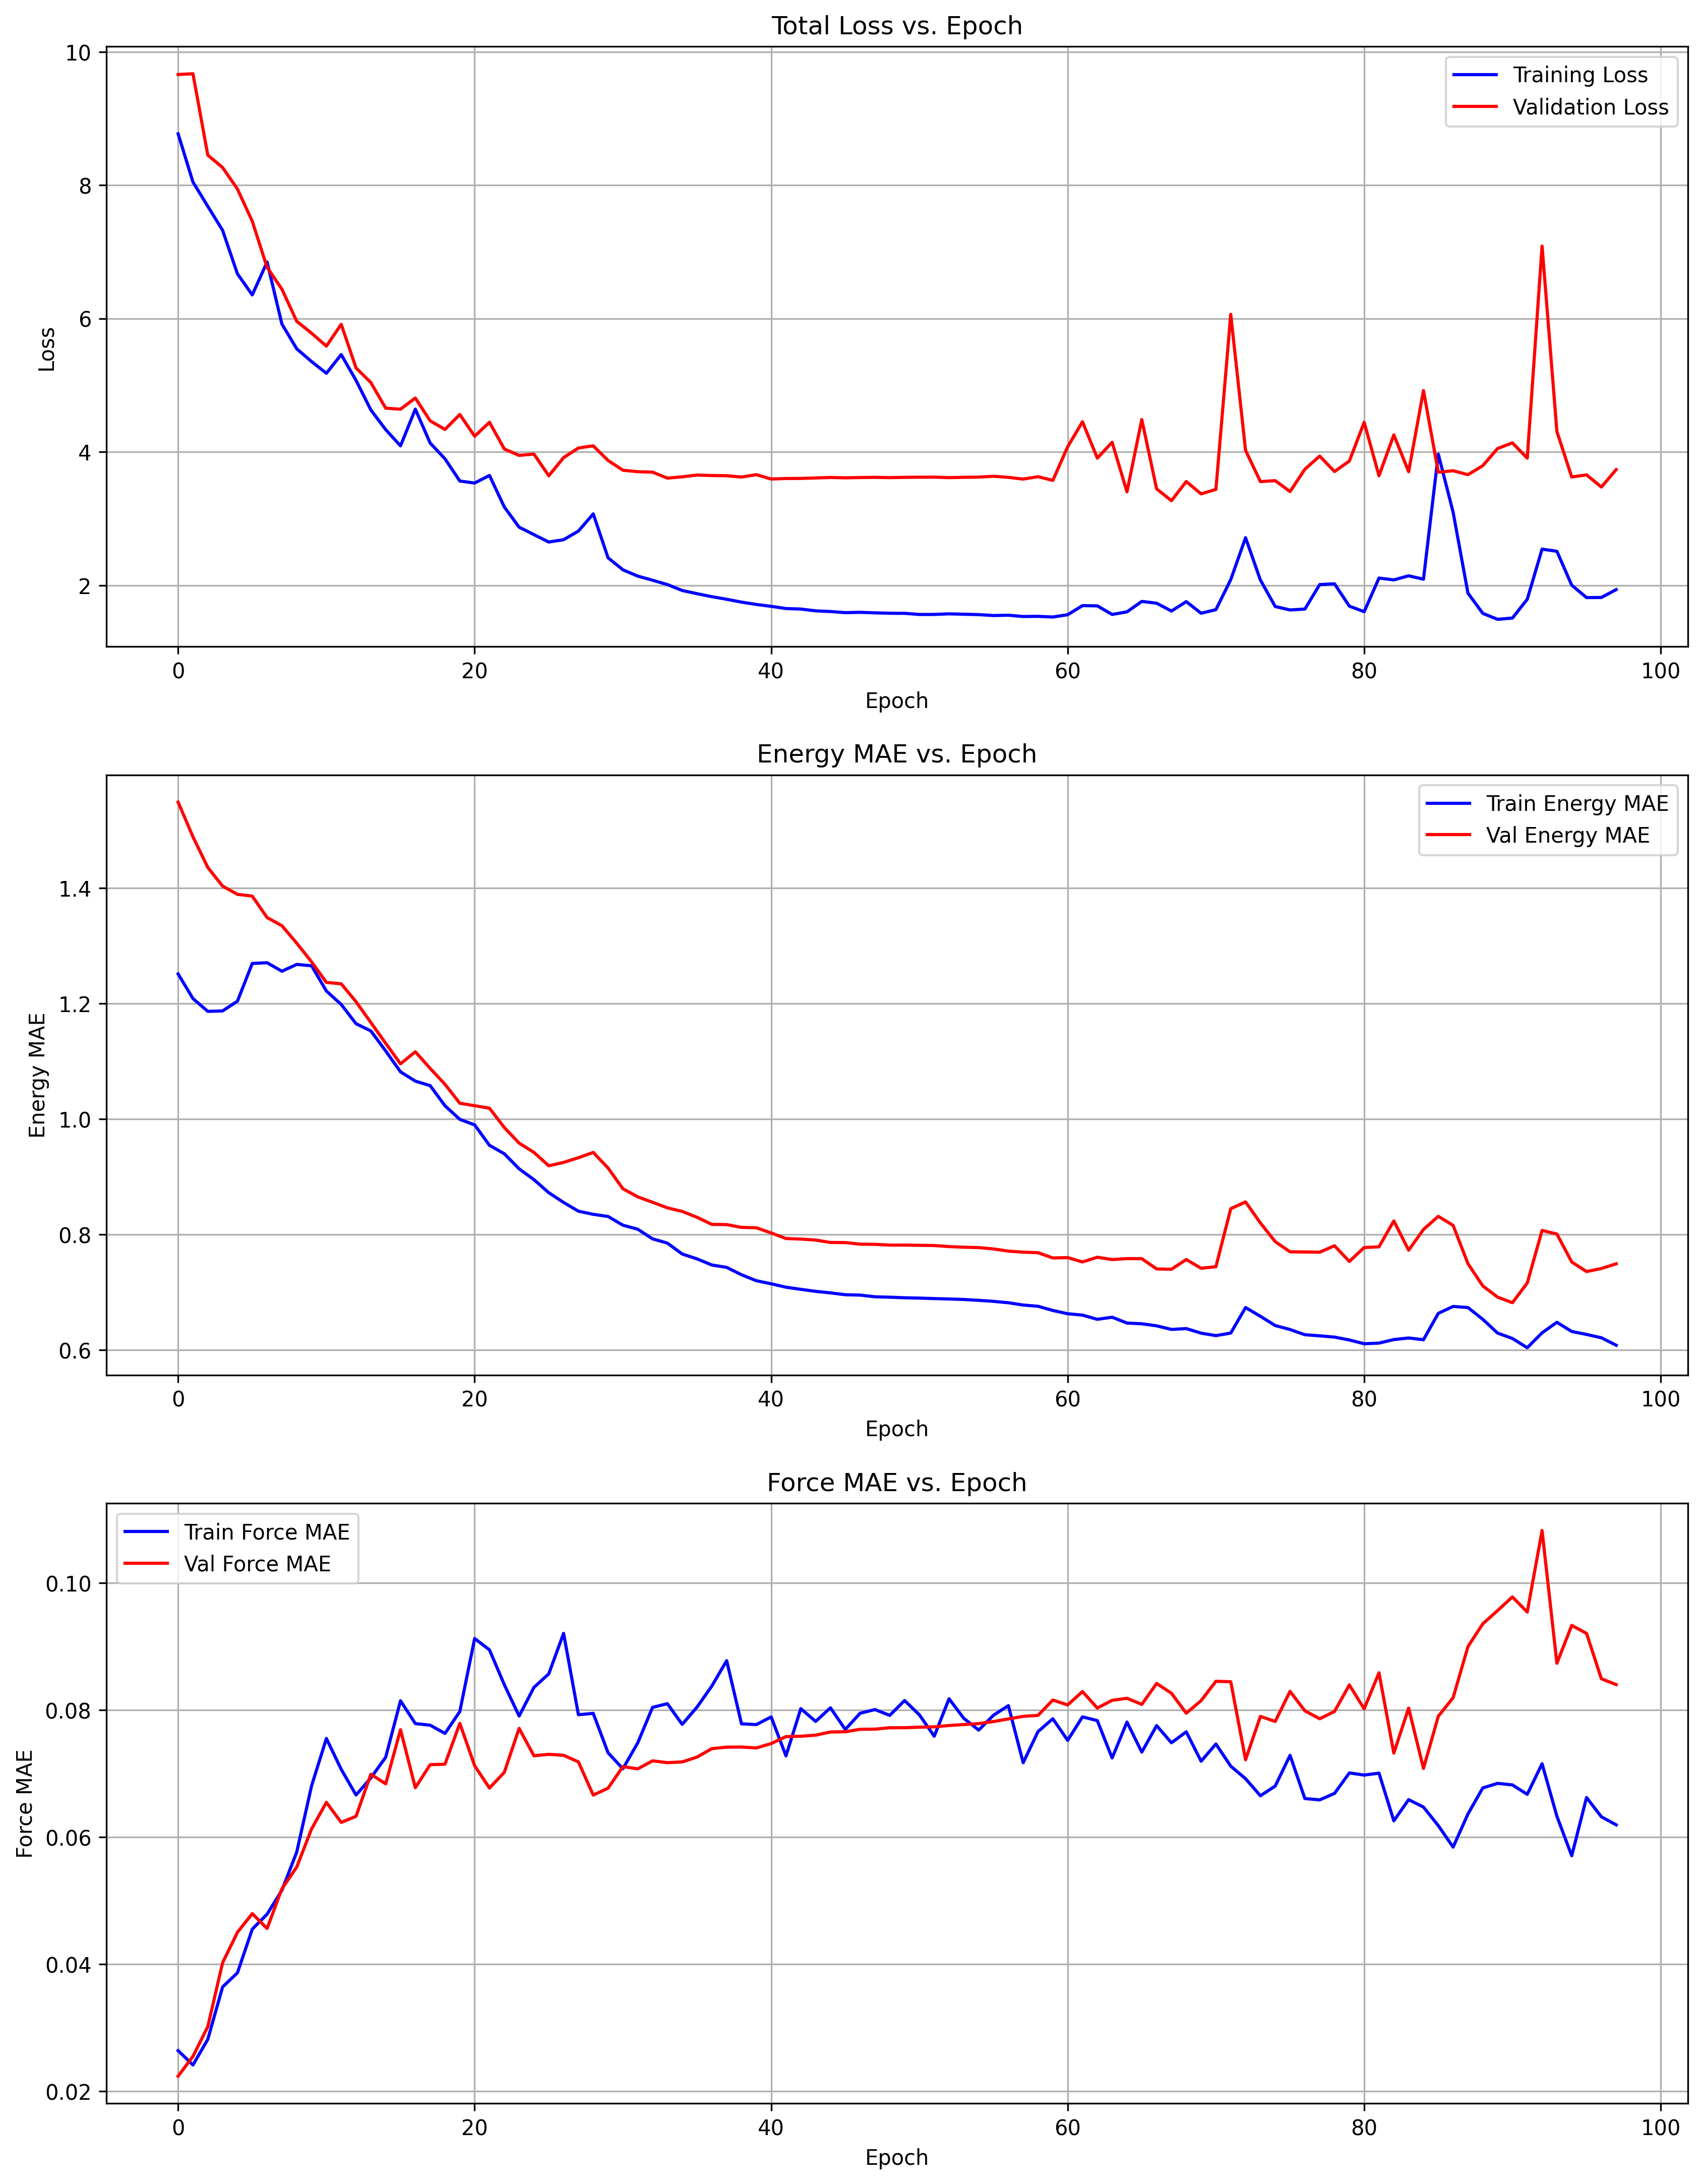 Total Loss vs. Epoch
10
8
6
4
2
Loss
Training Loss
Validation Loss
0 20 40 60 80 100
Epoch
Energy MAE vs. Epoch
1.4
1.2
1.0
0.8
0.6
Energy MAE
Train Energy MAE
Val Energy MAE
0 20 40 60 80 100
Epoch
Force MAE vs. Epoch
0.10
0.08
0.06
0.04
0.02
Force MAE
Train Force MAE
Val Force MAE
0 20 40 60 80 100
Epoch